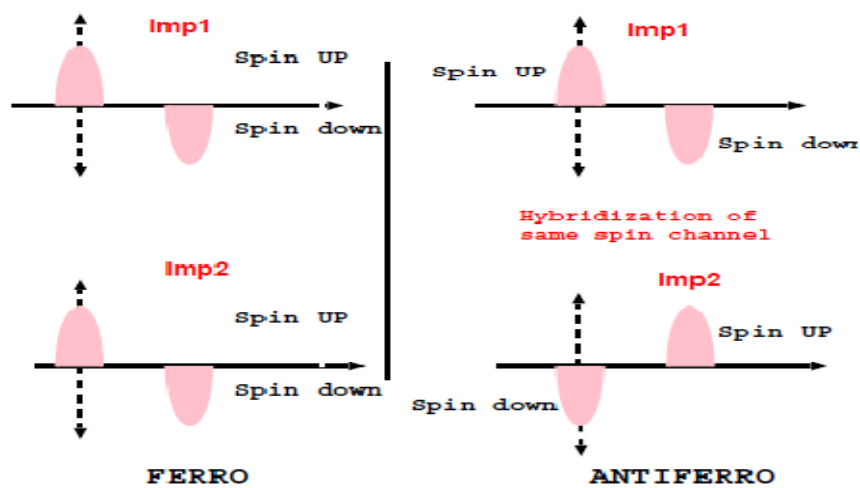 Imp1
Spin UP
Spin down
Imp2
Spin UP
Spin down
FERRO
Imp1
Spin UP
Spin down
Hybridization of
same spin channel
Imp2
Spin UP
Spin down
ANTIFERRO